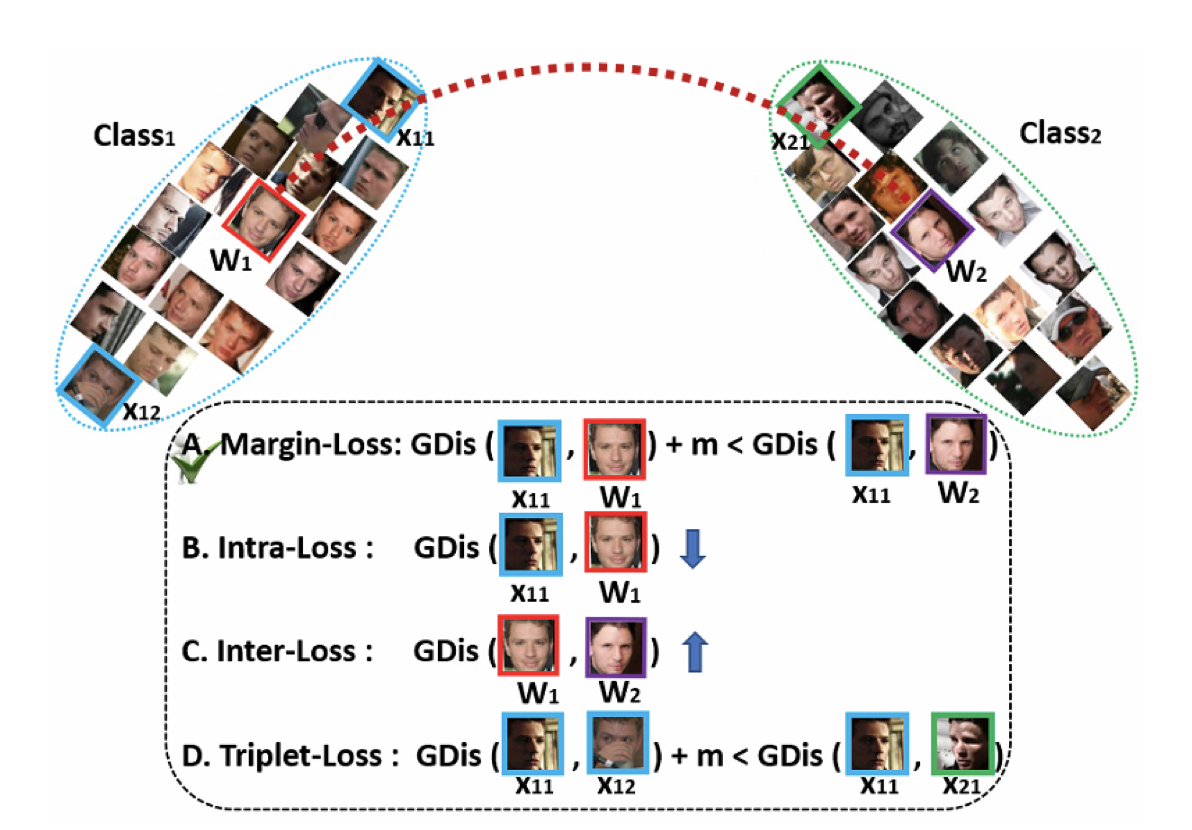 Class1
x11
W1
x12
x21
Class2
W2
A. Margin-Loss: GDis ( , ) + m < GDis ( , )
x11 W1 x11 W2
B. Intra-Loss : GDis ( , )
x11 W1
C. Inter-Loss : GDis ( , )
W1 W2
D. Triplet-Loss : GDis ( , ) + m < GDis ( , )
x11 x12 x11 x21